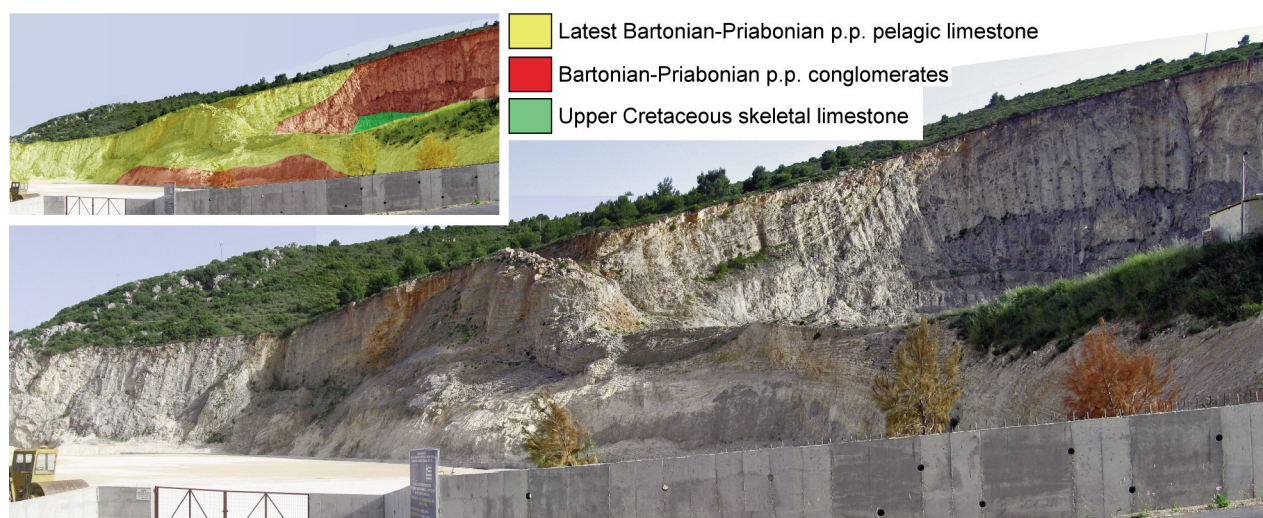 Latest Bartonian-Priabonian p.p. pelagic limestone
Bartonian-Priabonian p.p. conglomerates
Upper Cretaceous skeletal limestone